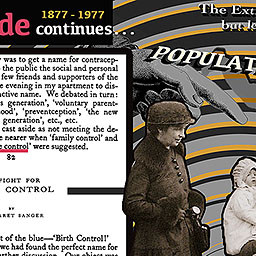 de continues...
1877 - 1977
The Ext
but l
POPULAT
y was to get a name for contracep-
the public the social and personal
few friends and supporters of the
e evening in my apartment to dis-
ctive name. We debated in turn:
s generation', 'voluntary parent-
hood', 'preventception', 'the new
generation', etc., etc.
cast aside as not meeting the de-
e nearer when 'family control' and
e control' were suggested.
82
FIGHT FOR
CONTROL
BY
ARET SANGER
t of the blue—'Birth Control!'
we had found the perfect name for